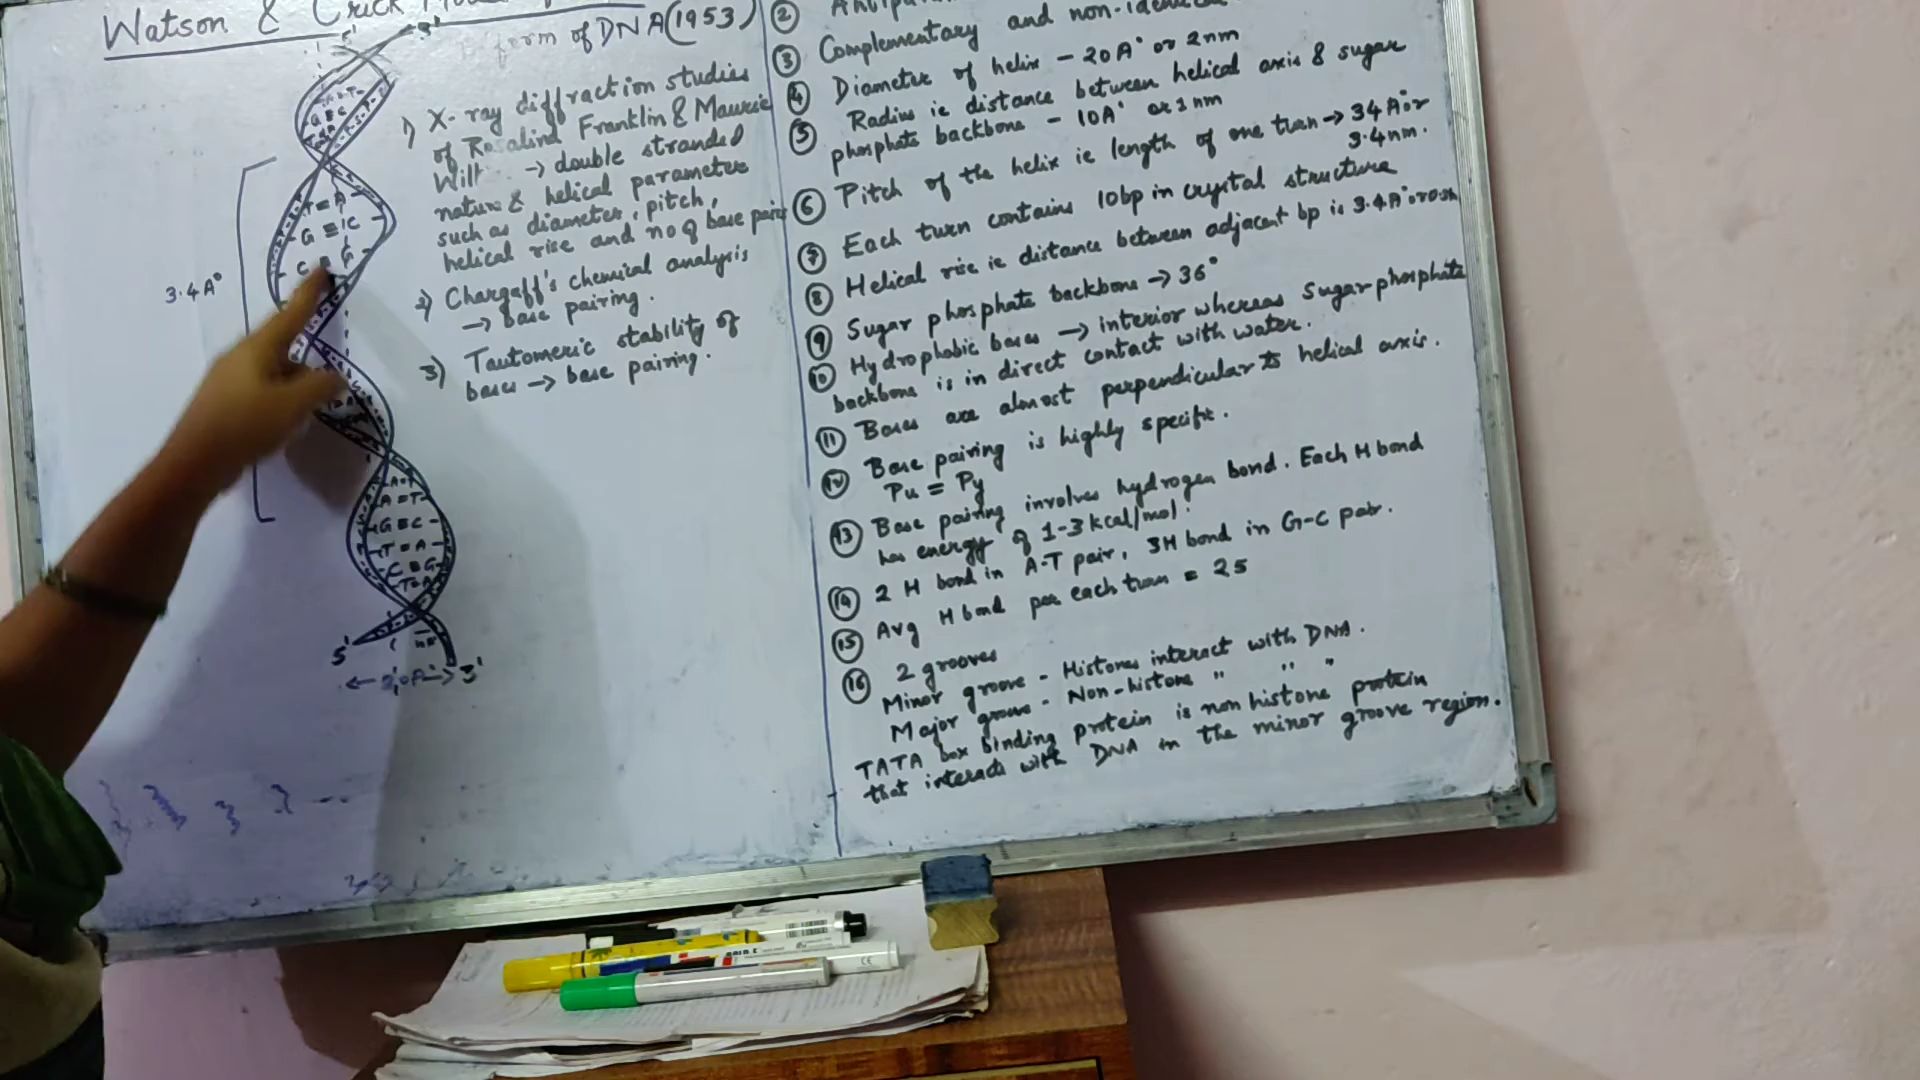 Watson & Crick Model
B form of DNA (1953)
5' 3'
1) X-ray diffraction studies
of Rosalind Franklin & Mauric
Wil → double stranded
nature & helical parameter
such as diameter, pitch,
helical rise and no of base pairs
2) Chargaff's chemical analysis
→ base pairing.
3) Tautomeric stability of
bases → base pairing.
3.4A°
G ≡ C
T = A
G ≡ C
C ≡ G
A = T
A = T
G ≡ C
T = A
C ≡ G
T = A
5' 3'
②
③ Complementary and non-identical
④ Diameter of helix - 20A° or 2nm
⑤ Radius ie distance between helical axis & sugar
phosphate backbone - 10A° or 1nm
⑥ Pitch of the helix ie length of one turn → 34A° or
3.4nm.
⑦ Each turn contains 10bp in crystal structure
⑧ Helical rise ie distance between adjacent bp is 3.4A° or
⑨ Sugar phosphate backbone → 36°
⑩ Hydrophobic bases → interior whereas Sugar phosphate
backbone is in direct contact with water.
⑪ Bases are almost perpendicular to helical axis.
⑫ Base pairing is highly specific.
Pu = Py
⑬ Base pairing involves hydrogen bond. Each H bond
has energy of 1-3 kcal/mol.
⑭ 2 H bond in A-T pair, 3H bond in G-C pair.
⑮ Avg H bond per each turn = 25
⑯ 2 grooves
Minor groove - Histones interact with DNA.
Major groove - Non-histone " " "
TATA box binding protein is non histone protein
that interacts with DNA in the minor groove region.